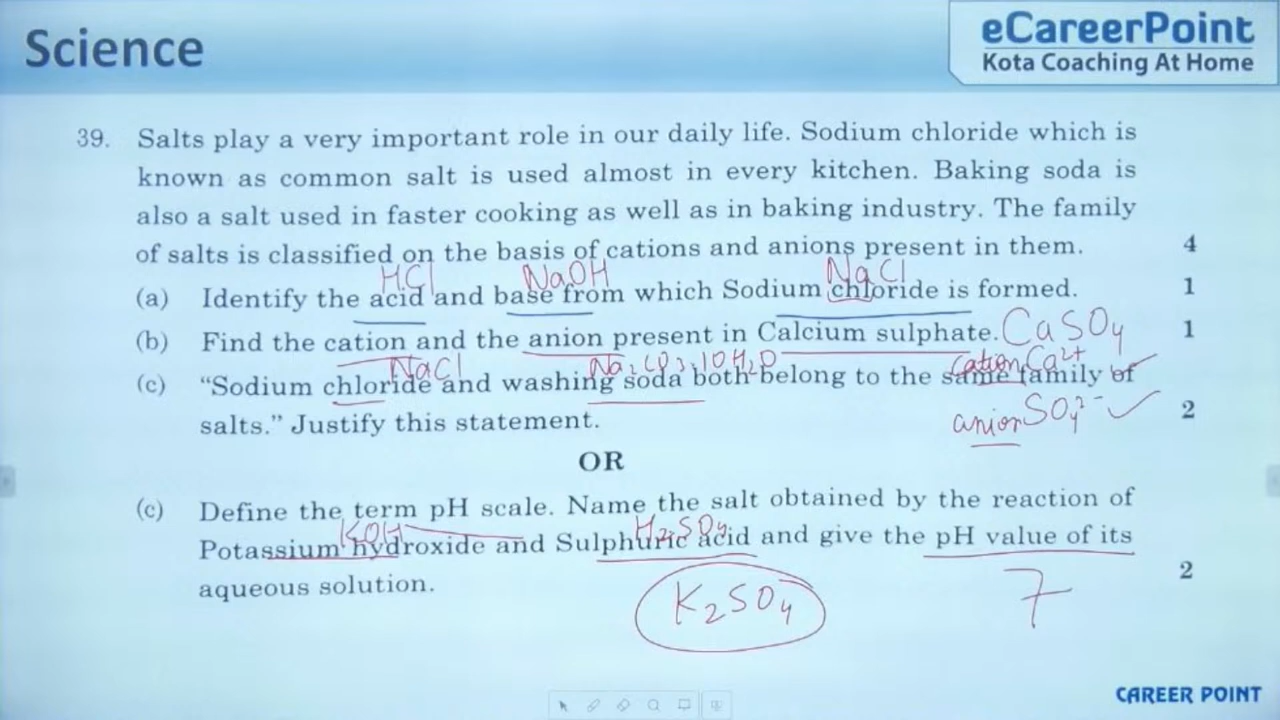 Science
eCareerPoint
Kota Coaching At Home
39. Salts play a very important role in our daily life. Sodium chloride which is
known as common salt is used almost in every kitchen. Baking soda is
also a salt used in faster cooking as well as in baking industry. The family
of salts is classified on the basis of cations and anions present in them. 4
HCl NaOH NaCl
(a) Identify the acid and base from which Sodium chloride is formed. 1
(b) Find the cation and the anion present in Calcium sulphate. CaSO4 1
NaCl Na2CO3.10H2O cation Ca2+
(c) “Sodium chloride and washing soda both belong to the same family of
salts.” Justify this statement. anion SO4 2- 2
OR
(c) Define the term pH scale. Name the salt obtained by the reaction of
KOH H2SO4
Potassium hydroxide and Sulphuric acid and give the pH value of its
aqueous solution. 2
K2SO4 7
CAREER POINT